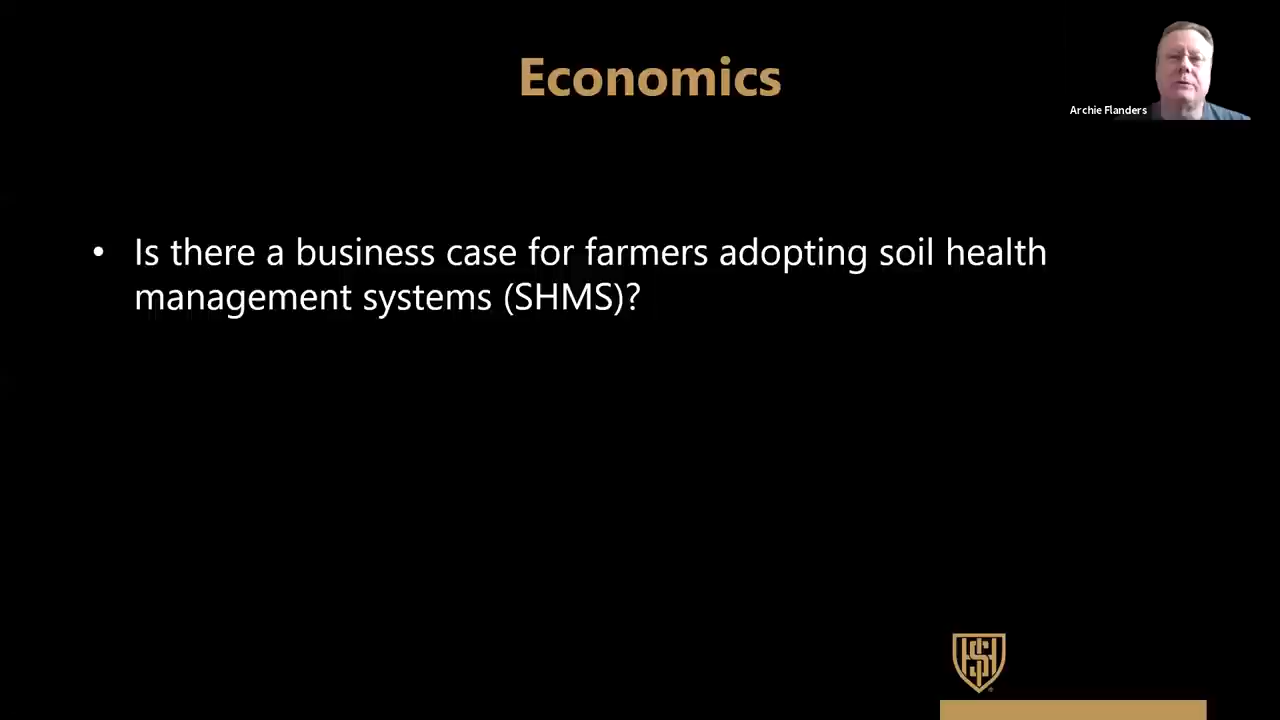 Economics
Archie Flanders
• Is there a business case for farmers adopting soil health
management systems (SHMS)?